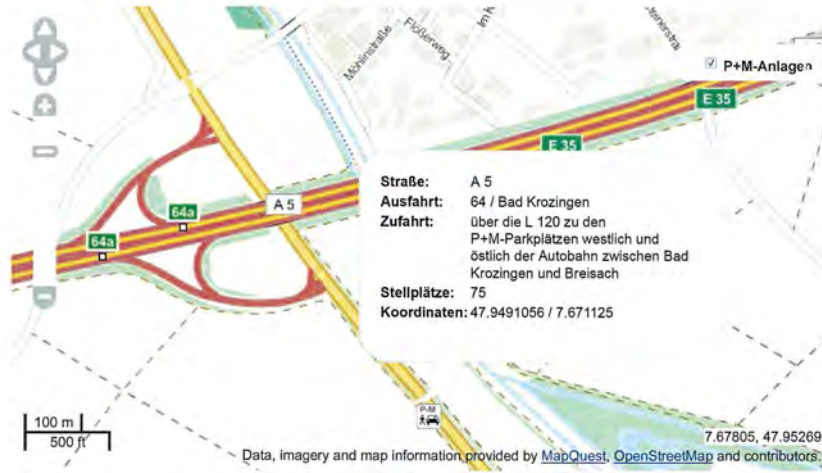 Möhlinstraße
Flößerweg
Im K
P+M-Anlagen
E 35
E 35
A 5
64a
64a
Straße: A 5
Ausfahrt: 64 / Bad Krozingen
Zufahrt: über die L 120 zu den
P+M-Parkplätzen westlich und
östlich der Autobahn zwischen Bad
Krozingen und Breisach
Stellplätze: 75
Koordinaten: 47.9491056 / 7.671125
P+M
100 m
500 ft
7.67805, 47.95269
Data, imagery and map information provided by MapQuest, OpenStreetMap and contributors.